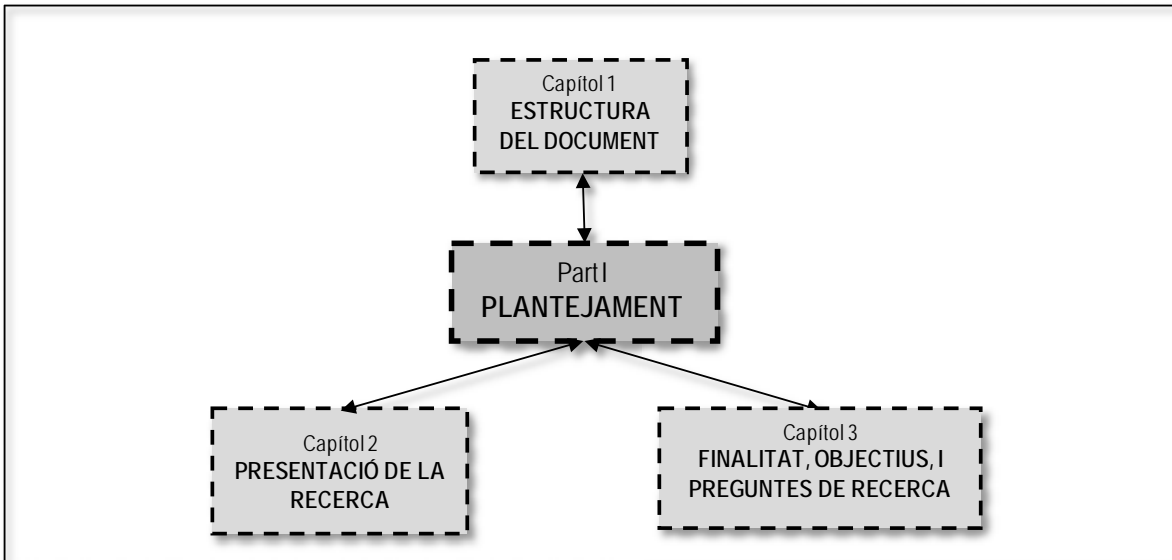 Capítol 1
ESTRUCTURA
DEL DOCUMENT
Part I
PLANTEJAMENT
Capítol 2
PRESENTACIÓ DE LA
RECERCA
Capítol 3
FINALITAT, OBJECTIUS, I
PREGUNTES DE RECERCA